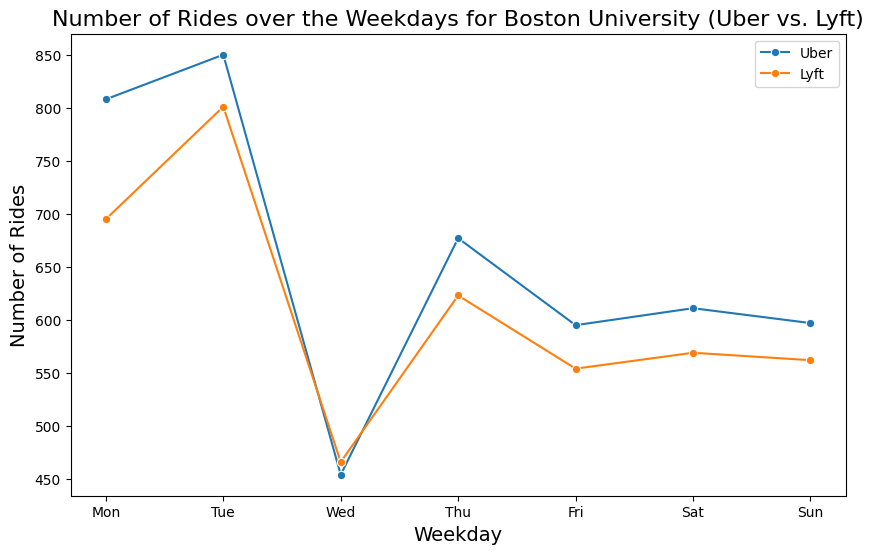 Number of Rides over the Weekdays for Boston University (Uber vs. Lyft)
Uber
Lyft
850
800
750
700
650
600
550
500
450
Number of Rides
Mon Tue Wed Thu Fri Sat Sun
Weekday